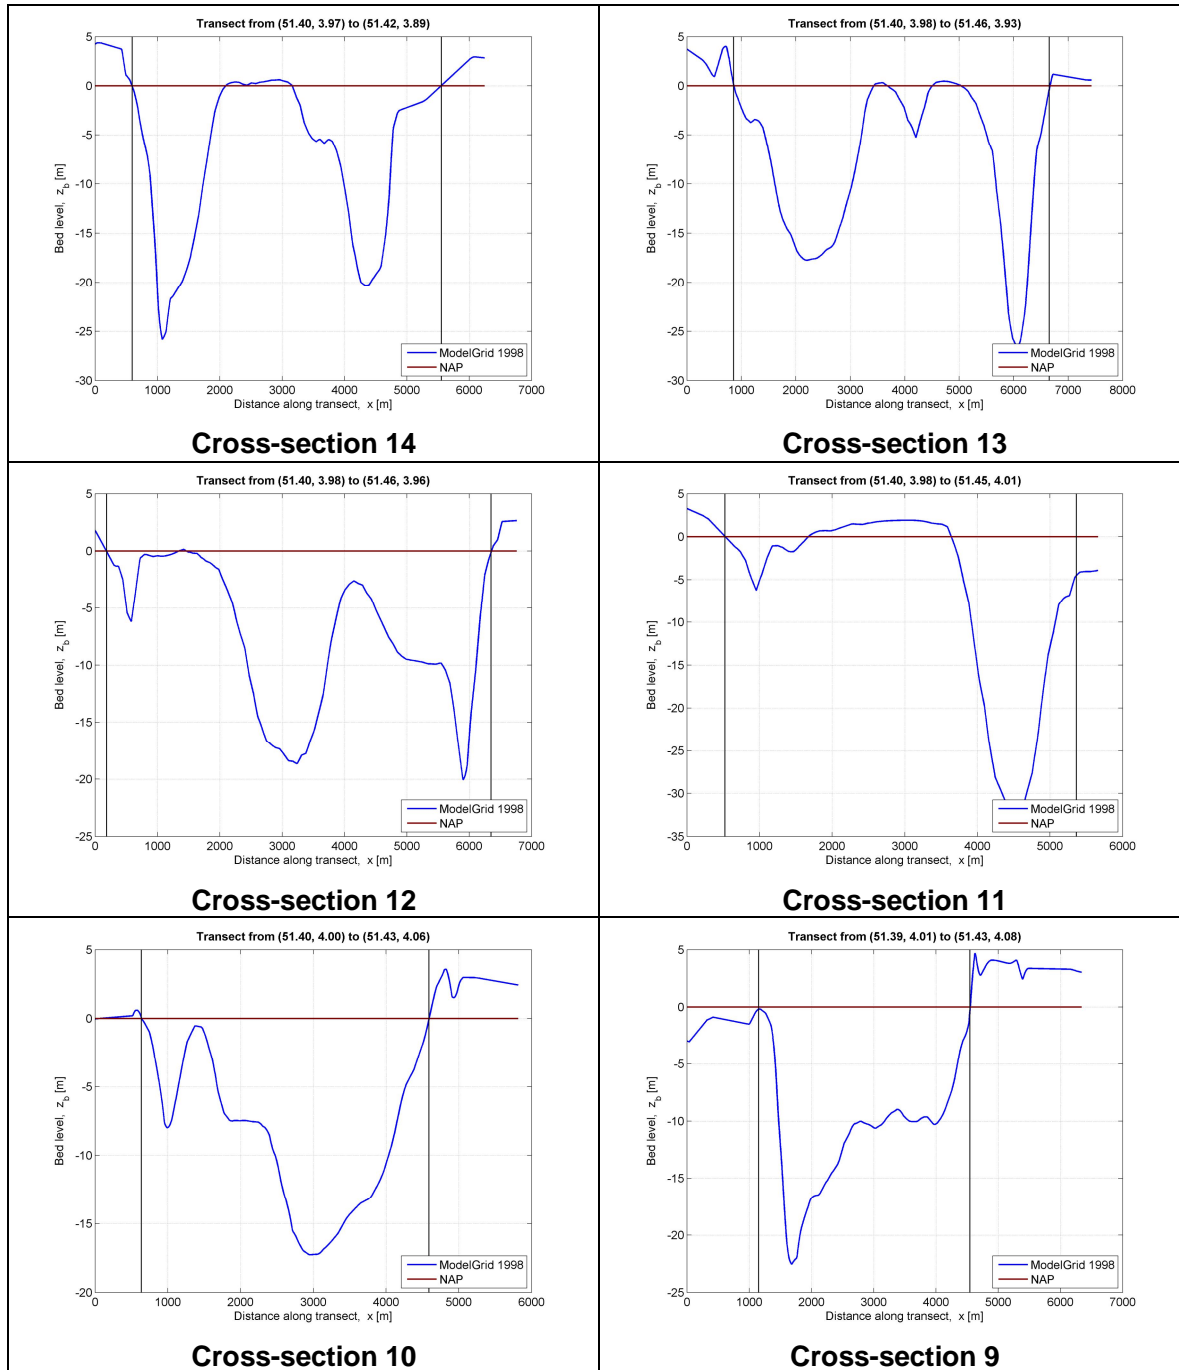 Transect from (51.40, 3.97) to (51.42, 3.89)
5
0
-5
-10
-15
-20
-25
-30
Bed level, z_b [m]
0 1000 2000 3000 4000 5000 6000 7000
Distance along transect, x [m]
ModelGrid 1998
NAP
Cross-section 14
Transect from (51.40, 3.98) to (51.46, 3.93)
5
0
-5
-10
-15
-20
-25
-30
Bed level, z_b [m]
0 1000 2000 3000 4000 5000 6000 7000 8000
Distance along transect, x [m]
ModelGrid 1998
NAP
Cross-section 13
Transect from (51.40, 3.98) to (51.46, 3.96)
5
0
-5
-10
-15
-20
-25
Bed level, z_b [m]
0 1000 2000 3000 4000 5000 6000 7000
Distance along transect, x [m]
ModelGrid 1998
NAP
Cross-section 12
Transect from (51.40, 3.98) to (51.45, 4.01)
5
0
-5
-10
-15
-20
-25
-30
-35
Bed level, z_b [m]
0 1000 2000 3000 4000 5000 6000
Distance along transect, x [m]
ModelGrid 1998
NAP
Cross-section 11
Transect from (51.40, 4.00) to (51.43, 4.06)
5
0
-5
-10
-15
-20
Bed level, z_b [m]
0 1000 2000 3000 4000 5000 6000
Distance along transect, x [m]
ModelGrid 1998
NAP
Cross-section 10
Transect from (51.39, 4.01) to (51.43, 4.08)
5
0
-5
-10
-15
-20
-25
Bed level, z_b [m]
0 1000 2000 3000 4000 5000 6000 7000
Distance along transect, x [m]
ModelGrid 1998
NAP
Cross-section 9